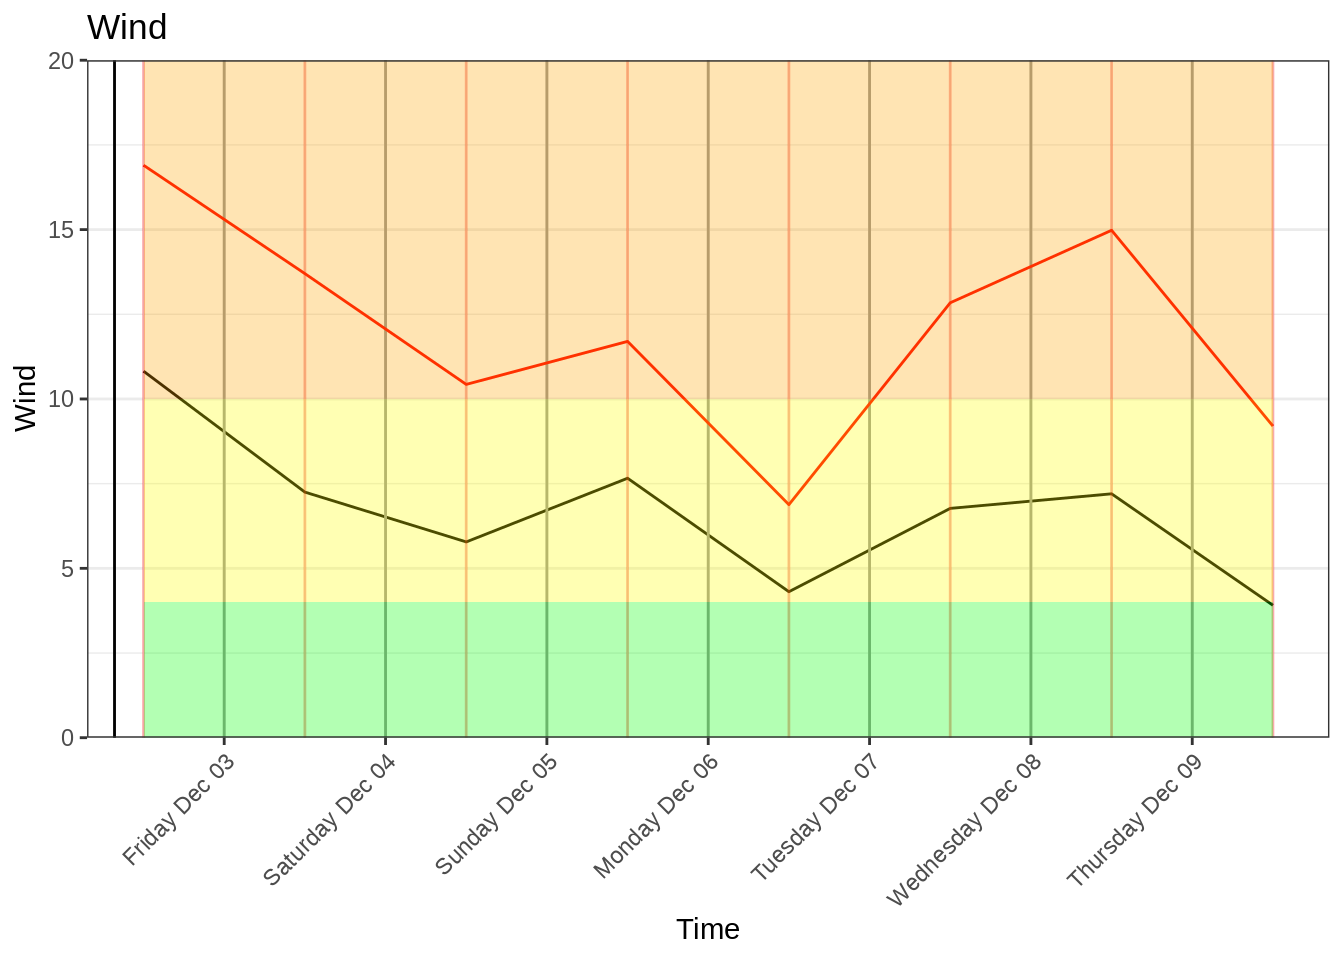 Wind
20
15
10
5
0
Wind
Friday Dec 03
Saturday Dec 04
Sunday Dec 05
Monday Dec 06
Tuesday Dec 07
Wednesday Dec 08
Thursday Dec 09
Time